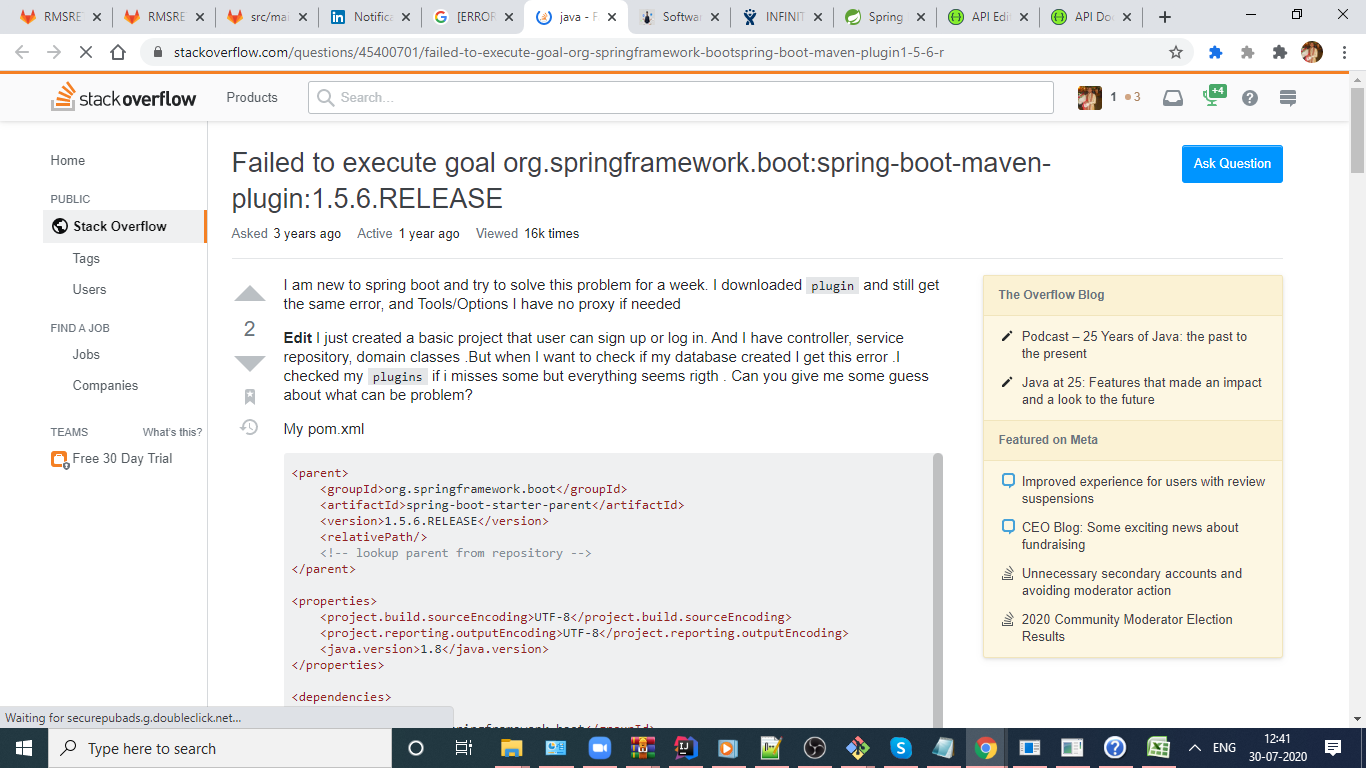 RMSRE
RMSRE
src/mai
Notifica
[ERROR
java - F
Softwar
INFINIT
Spring
API Edi
API Do
stackoverflow.com/questions/45400701/failed-to-execute-goal-org-springframework-bootspring-boot-maven-plugin1-5-6-r
stackoverflow
Products
Search...
1 3
+4
Home
PUBLIC
Stack Overflow
Tags
Users
FIND A JOB
Jobs
Companies
TEAMS What's this?
Free 30 Day Trial
Failed to execute goal org.springframework.boot:spring-boot-maven-
plugin:1.5.6.RELEASE
Ask Question
Asked 3 years ago Active 1 year ago Viewed 16k times
2
I am new to spring boot and try to solve this problem for a week. I downloaded plugin and still get
the same error, and Tools/Options I have no proxy if needed
Edit I just created a basic project that user can sign up or log in. And I have controller, service
repository, domain classes .But when I want to check if my database created I get this error .I
checked my plugins if i misses some but everything seems rigth . Can you give me some guess
about what can be problem?
My pom.xml
<parent>
<groupId>org.springframework.boot</groupId>
<artifactId>spring-boot-starter-parent</artifactId>
<version>1.5.6.RELEASE</version>
<relativePath/>
<!-- lookup parent from repository -->
</parent>
<properties>
<project.build.sourceEncoding>UTF-8</project.build.sourceEncoding>
<project.reporting.outputEncoding>UTF-8</project.reporting.outputEncoding>
<java.version>1.8</java.version>
</properties>
<dependencies>
The Overflow Blog
Podcast – 25 Years of Java: the past to
the present
Java at 25: Features that made an impact
and a look to the future
Featured on Meta
Improved experience for users with review
suspensions
CEO Blog: Some exciting news about
fundraising
Unnecessary secondary accounts and
avoiding moderator action
2020 Community Moderator Election
Results
Waiting for securepubads.g.doubleclick.net...
Type here to search
ENG
12:41
30-07-2020